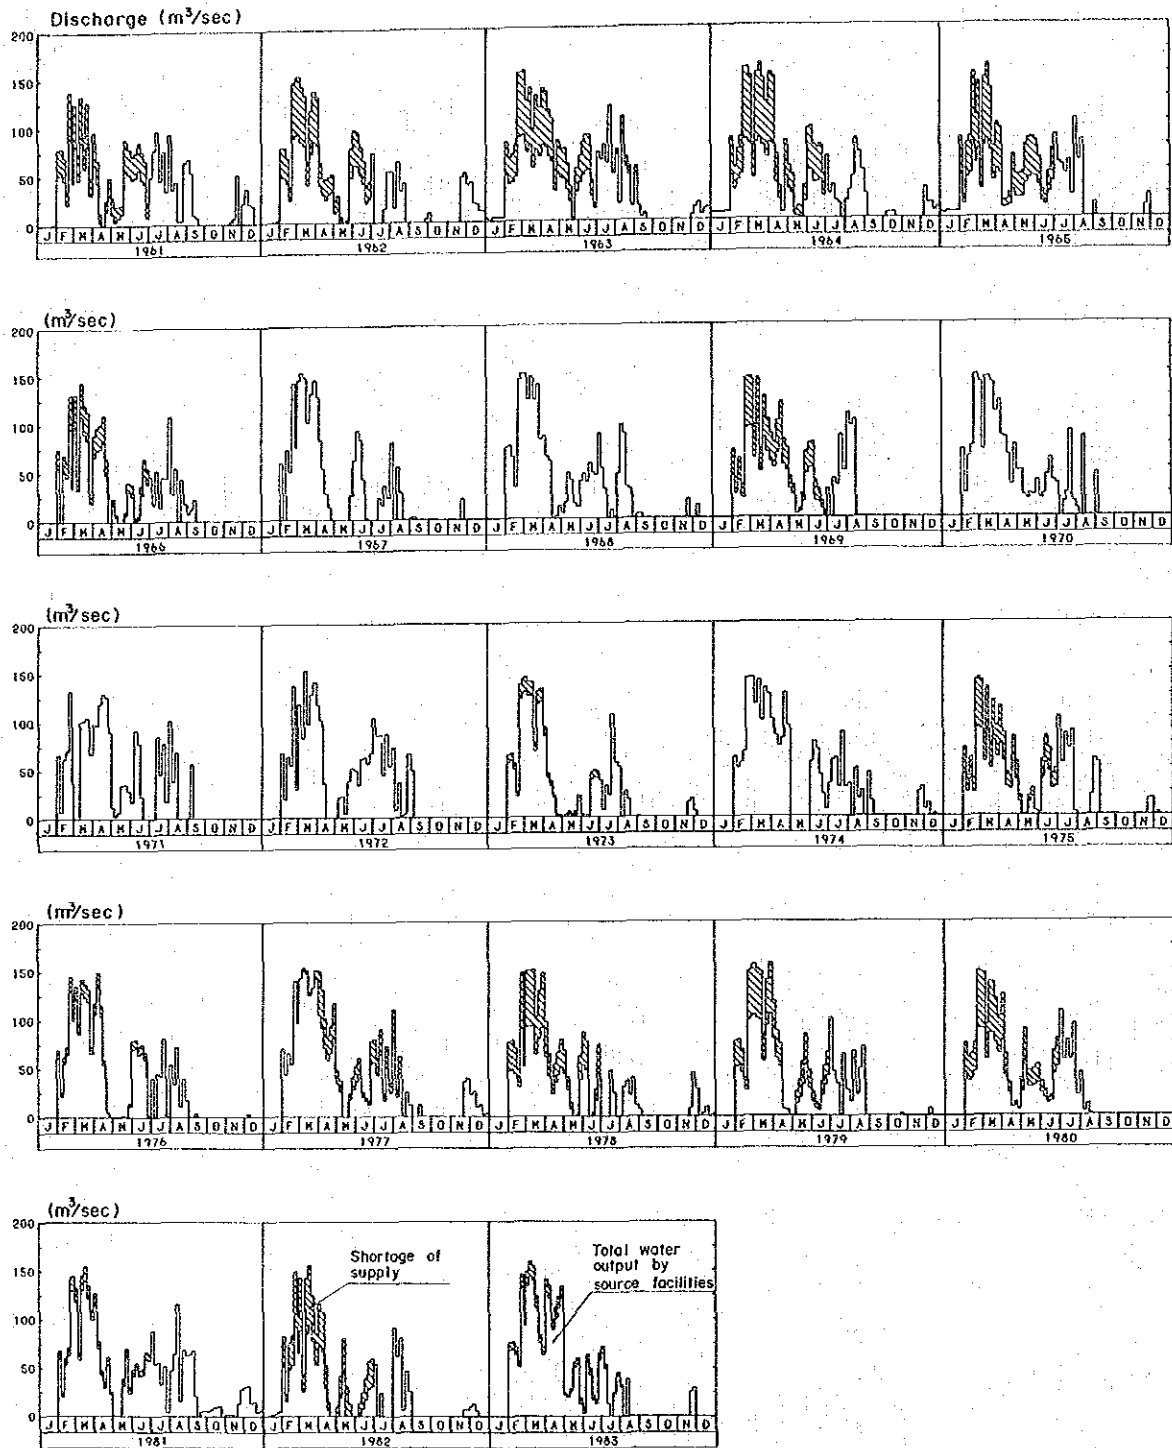 Discharge (m³/sec)
200
150
100
50
0
J F M A M J J A S O N D J F M A M J J A S O N D J F M A M J J A S O N D J F M A M J J A S O N D J F M A M J J A S O N D
1961 1962 1963 1964 1965
(m³/sec)
200
150
100
50
0
J F M A M J J A S O N D J F M A M J J A S O N D J F M A M J J A S O N D J F M A M J J A S O N D J F M A M J J A S O N D
1966 1967 1968 1969 1970
(m³/sec)
200
150
100
50
0
J F M A M J J A S O N D J F M A M J J A S O N D J F M A M J J A S O N D J F M A M J J A S O N D J F M A M J J A S O N D
1971 1972 1973 1974 1975
(m³/sec)
200
150
100
50
0
J F M A M J J A S O N D J F M A M J J A S O N D J F M A M J J A S O N D J F M A M J J A S O N D J F M A M J J A S O N D
1976 1977 1978 1979 1980
(m³/sec)
200
Shortage of
supply
Total water
output by
source facilities
150
100
50
0
J F M A M J J A S O N D J F M A M J J A S O N D J F M A M J J A S O N D
1981 1982 1983